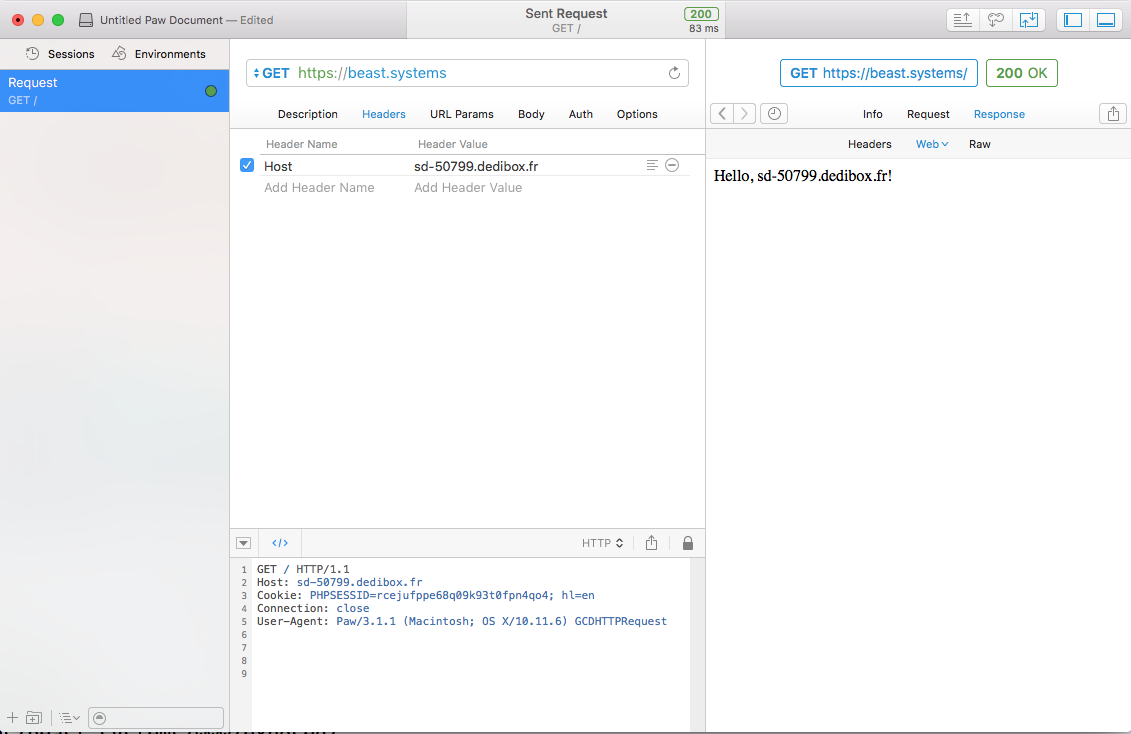 Untitled Paw Document — Edited
Sent Request
GET /
200
83 ms
Sessions
Environments
Request
GET /
GET https://beast.systems
Description Headers URL Params Body Auth Options
Header Name Header Value
Host sd-50799.dedibox.fr
Add Header Name Add Header Value
</> HTTP
1 GET / HTTP/1.1
2 Host: sd-50799.dedibox.fr
3 Cookie: PHPSESSID=rcejufppe68q09k93t0fpn4qo4; hl=en
4 Connection: close
5 User-Agent: Paw/3.1.1 (Macintosh; OS X/10.11.6) GCDHTTPRequest
6
7
8
9
GET https://beast.systems/ 200 OK
Info Request Response
Headers Web Raw
Hello, sd-50799.dedibox.fr!